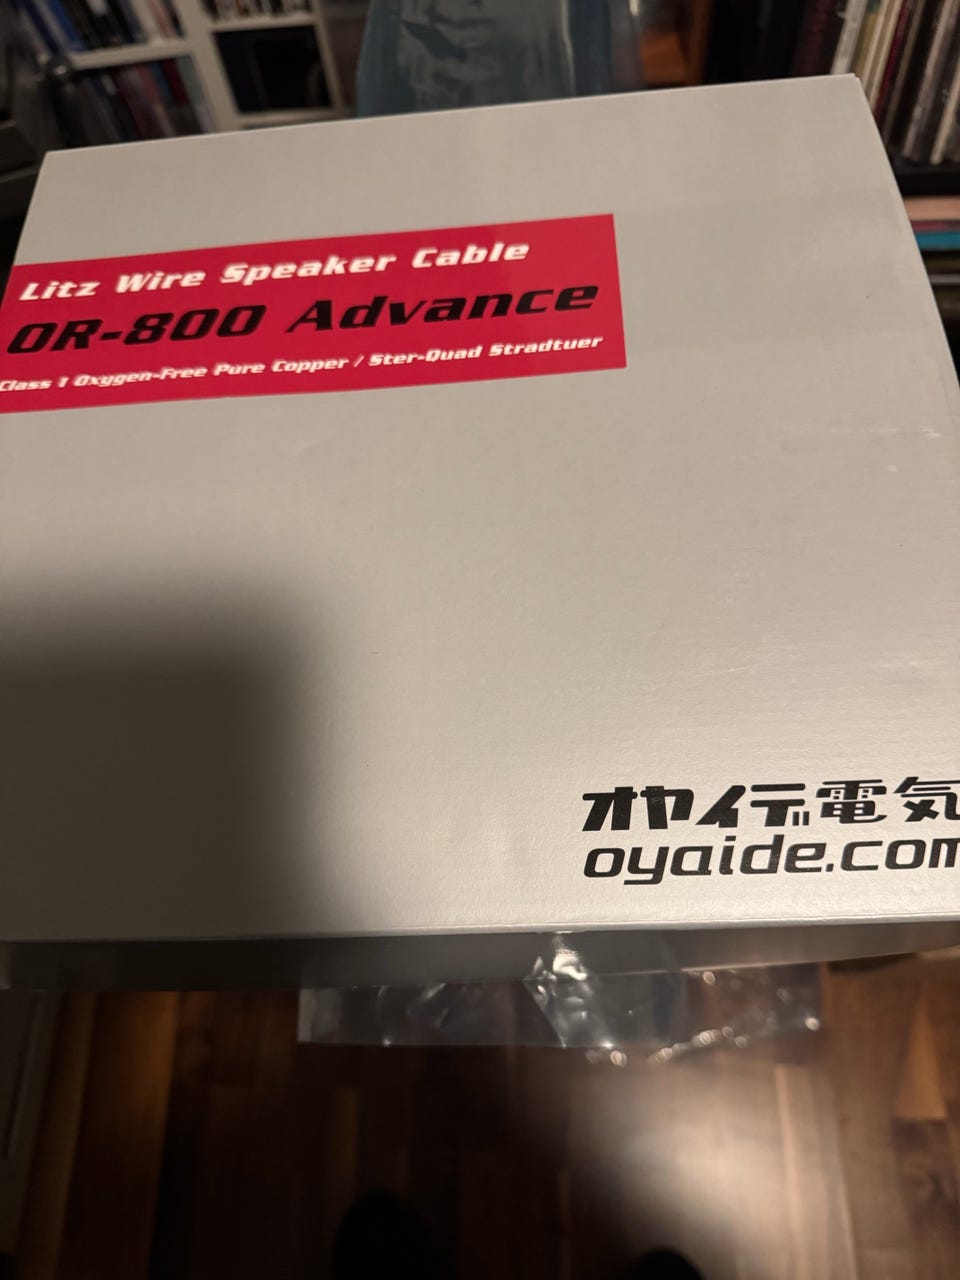 Litz Wire Speaker Cable
OR-800 Advance
Class 1 Oxygen-Free Pure Copper / Ster-Quad Stradtuer
オヤイデ電気
oyaide.com